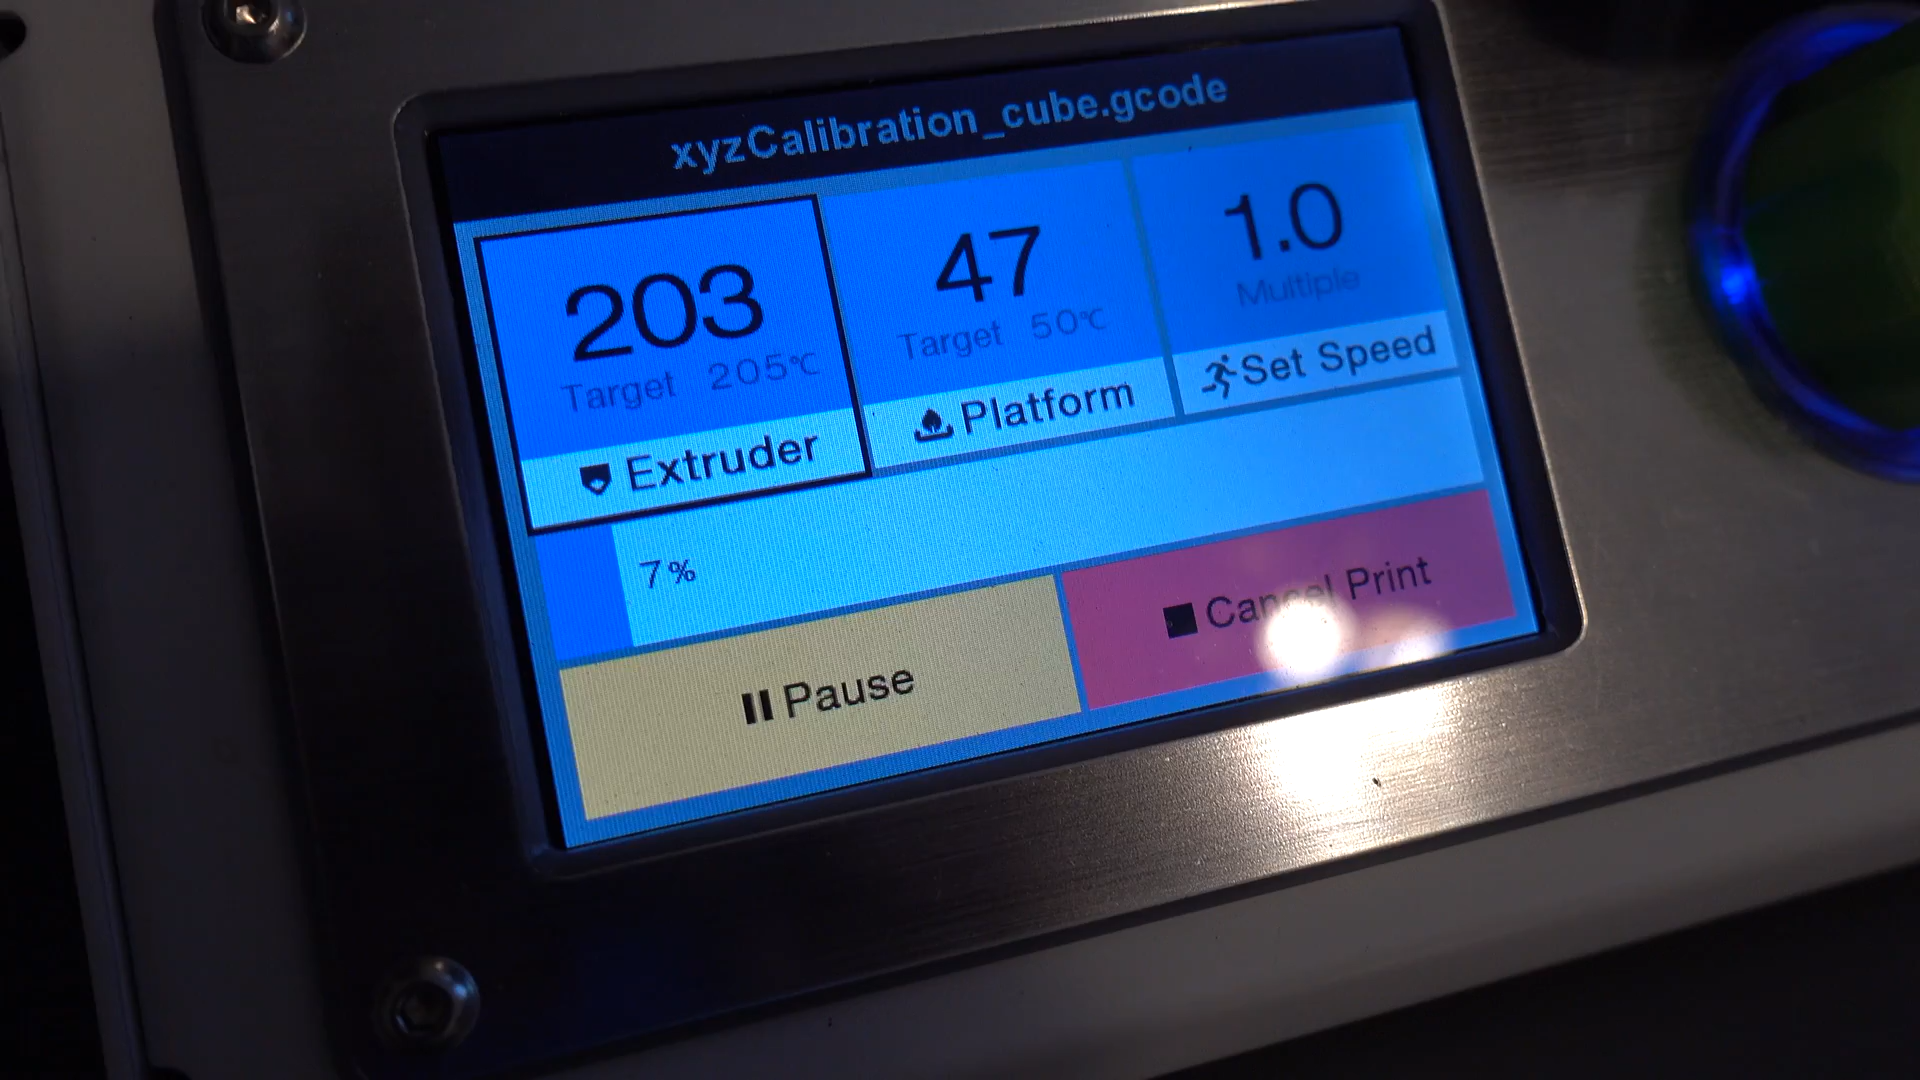 xyzCalibration_cube.gcode
203
Target 205℃
Extruder
47
Target 50℃
Platform
1.0
Multiple
Set Speed
7%
Pause
Cancel Print